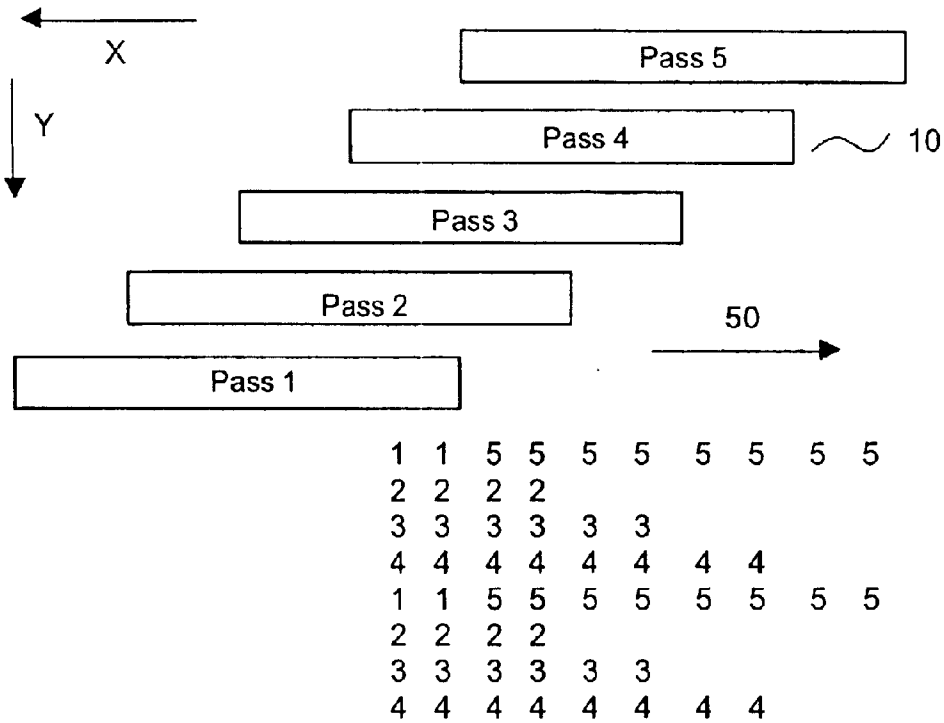 X
Pass 5
Y
Pass 4
10
Pass 3
Pass 2
50
Pass 1
1 1 5 5 5 5 5 5 5 5
2 2 2 2
3 3 3 3 3 3
4 4 4 4 4 4 4 4
1 1 5 5 5 5 5 5 5 5
2 2 2 2
3 3 3 3 3 3
4 4 4 4 4 4 4 4